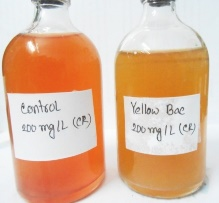 Control
200 mg/L (CR)
Yellow Bac
200 mg/L (CR)